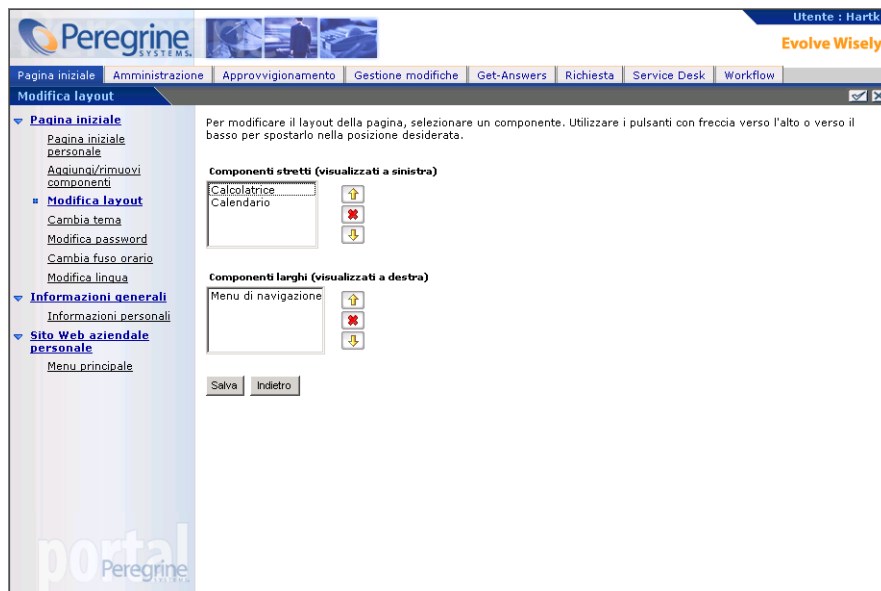 Utente : Hartk
Peregrine
SYSTEMS
Evolve Wisely
Pagina iniziale
Amministrazione
Approvvigionamento
Gestione modifiche
Get-Answers
Richiesta
Service Desk
Workflow
Modifica layout
Pagina iniziale
Pagina iniziale
personale
Aggiungi/rimuovi
componenti
Modifica layout
Cambia tema
Modifica password
Cambia fuso orario
Modifica lingua
Informazioni generali
Informazioni personali
Sito Web aziendale
personale
Menu principale
Per modificare il layout della pagina, selezionare un componente. Utilizzare i pulsanti con freccia verso l'alto o verso il
basso per spostarlo nella posizione desiderata.
Componenti stretti (visualizzati a sinistra)
Calcolatrice
Calendario
Componenti larghi (visualizzati a destra)
Menu di navigazione
Salva
Indietro
portal
Peregrine
SYSTEMS